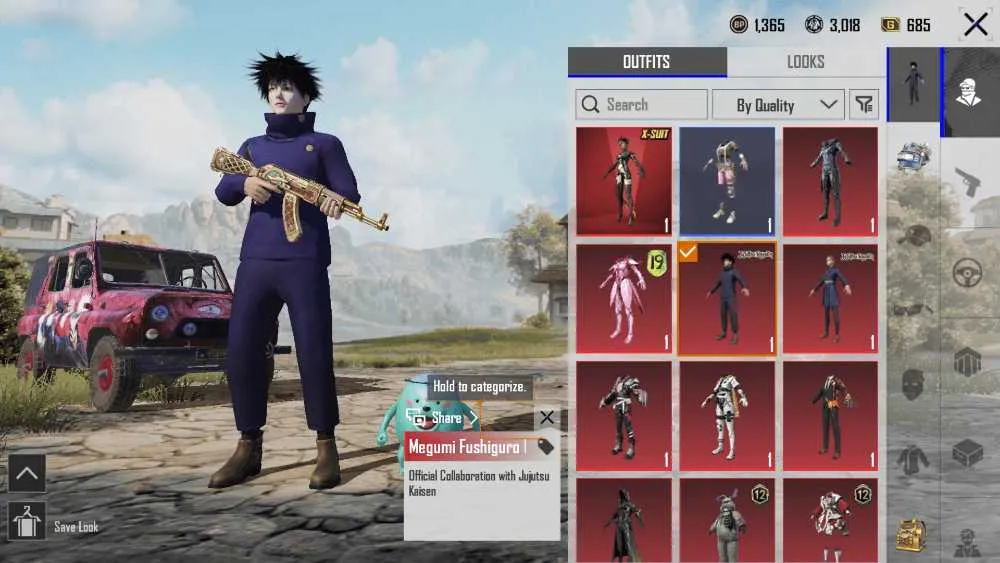 1,365
3,018
685
OUTFITS
LOOKS
Search
By Quality
X-SUIT
1
1
1
19
1
1
1
1
1
1
12
12
Hold to categorize.
Share
Megumi Fushiguro
Official Collaboration with Jujutsu
Kaisen
Save Look